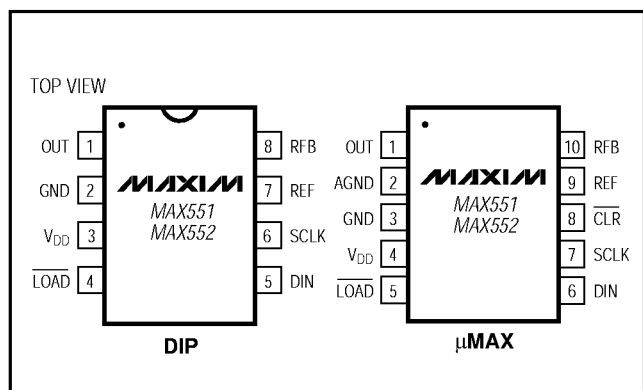 TOP VIEW
OUT 1 8 RFB
GND 2 7 REF
VDD 3 6 SCLK
LOAD 4 5 DIN
MAXIM
MAX551
MAX552
DIP
OUT 1 10 RFB
AGND 2 9 REF
GND 3 8 CLR
VDD 4 7 SCLK
LOAD 5 6 DIN
MAXIM
MAX551
MAX552
μMAX